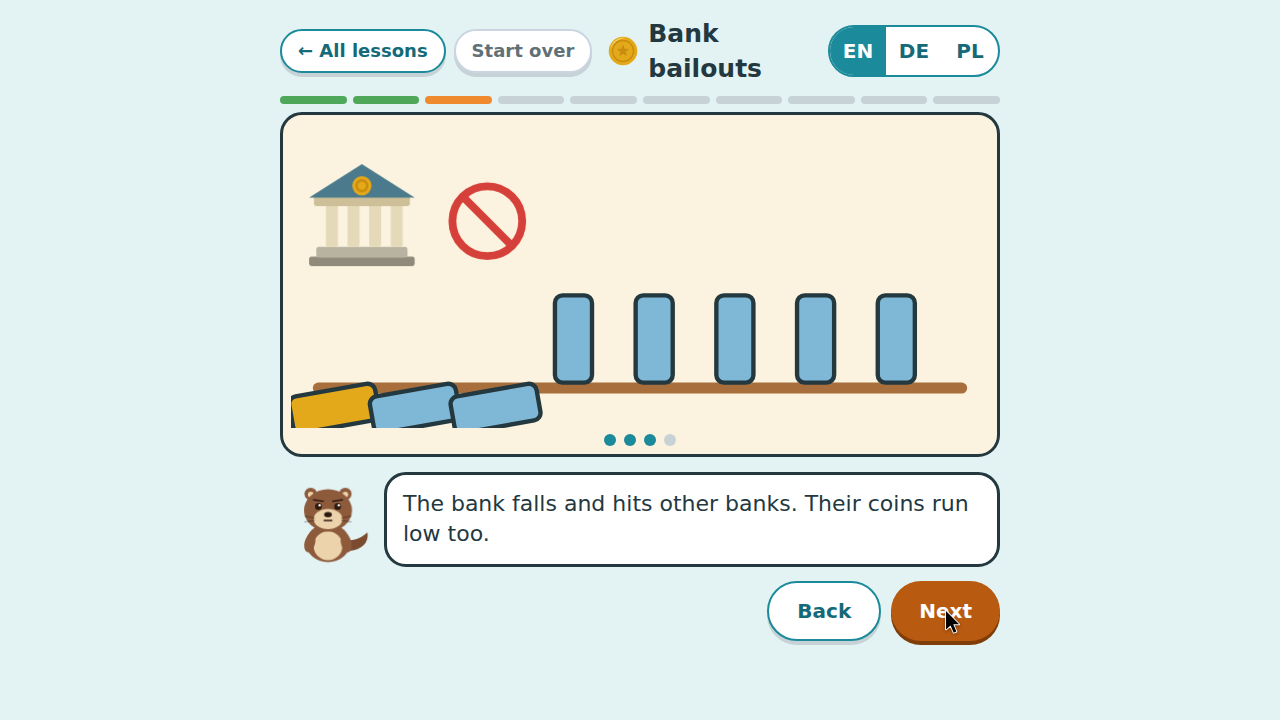 ← All lessons
Start over
Bank
bailouts
EN DE PL
The bank falls and hits other banks. Their coins run
low too.
Back
Next